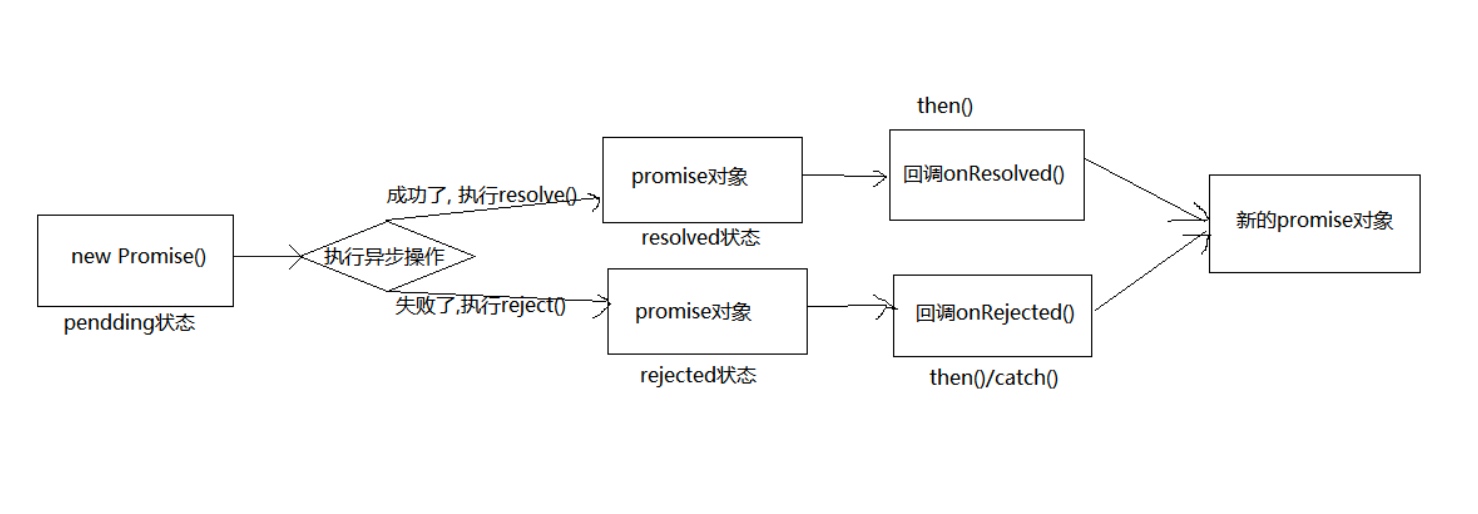 new Promise()
pendding状态
执行异步操作
成功了, 执行resolve()
失败了,执行reject()
promise对象
resolved状态
promise对象
rejected状态
then()
回调onResolved()
回调onRejected()
then()/catch()
新的promise对象